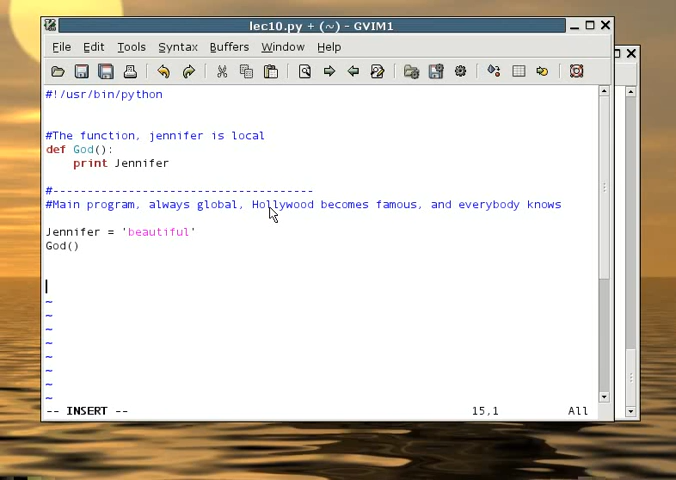 lec10.py + (~) - GVIM1
File Edit Tools Syntax Buffers Window Help
#!/usr/bin/python
#The function, jennifer is local
def God():
print Jennifer
#--------------------------------------
#Main program, always global, Hollywood becomes famous, and everybody knows
Jennifer = 'beautiful'
God()
~
~
~
~
~
~
~
~
-- INSERT -- 15,1 All